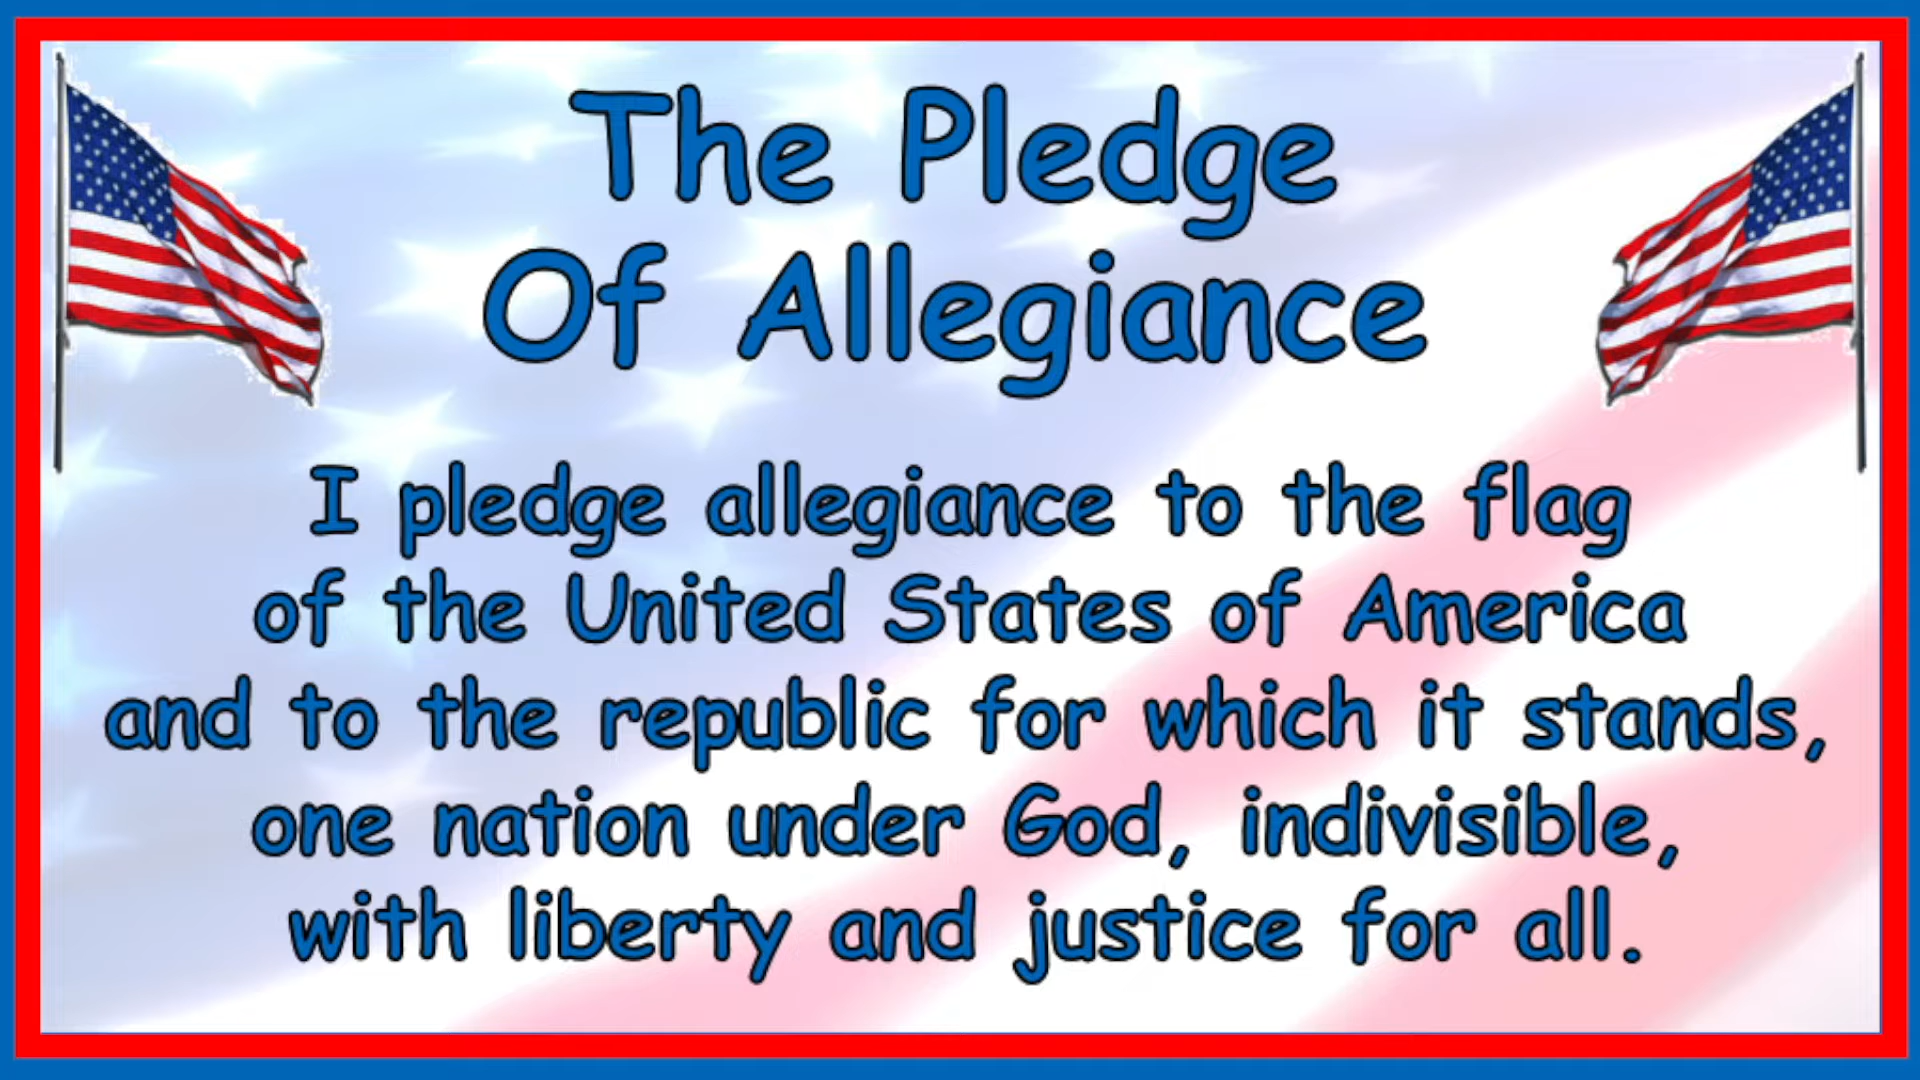 The Pledge
Of Allegiance
I pledge allegiance to the flag
of the United States of America
and to the republic for which it stands,
one nation under God, indivisible,
with liberty and justice for all.